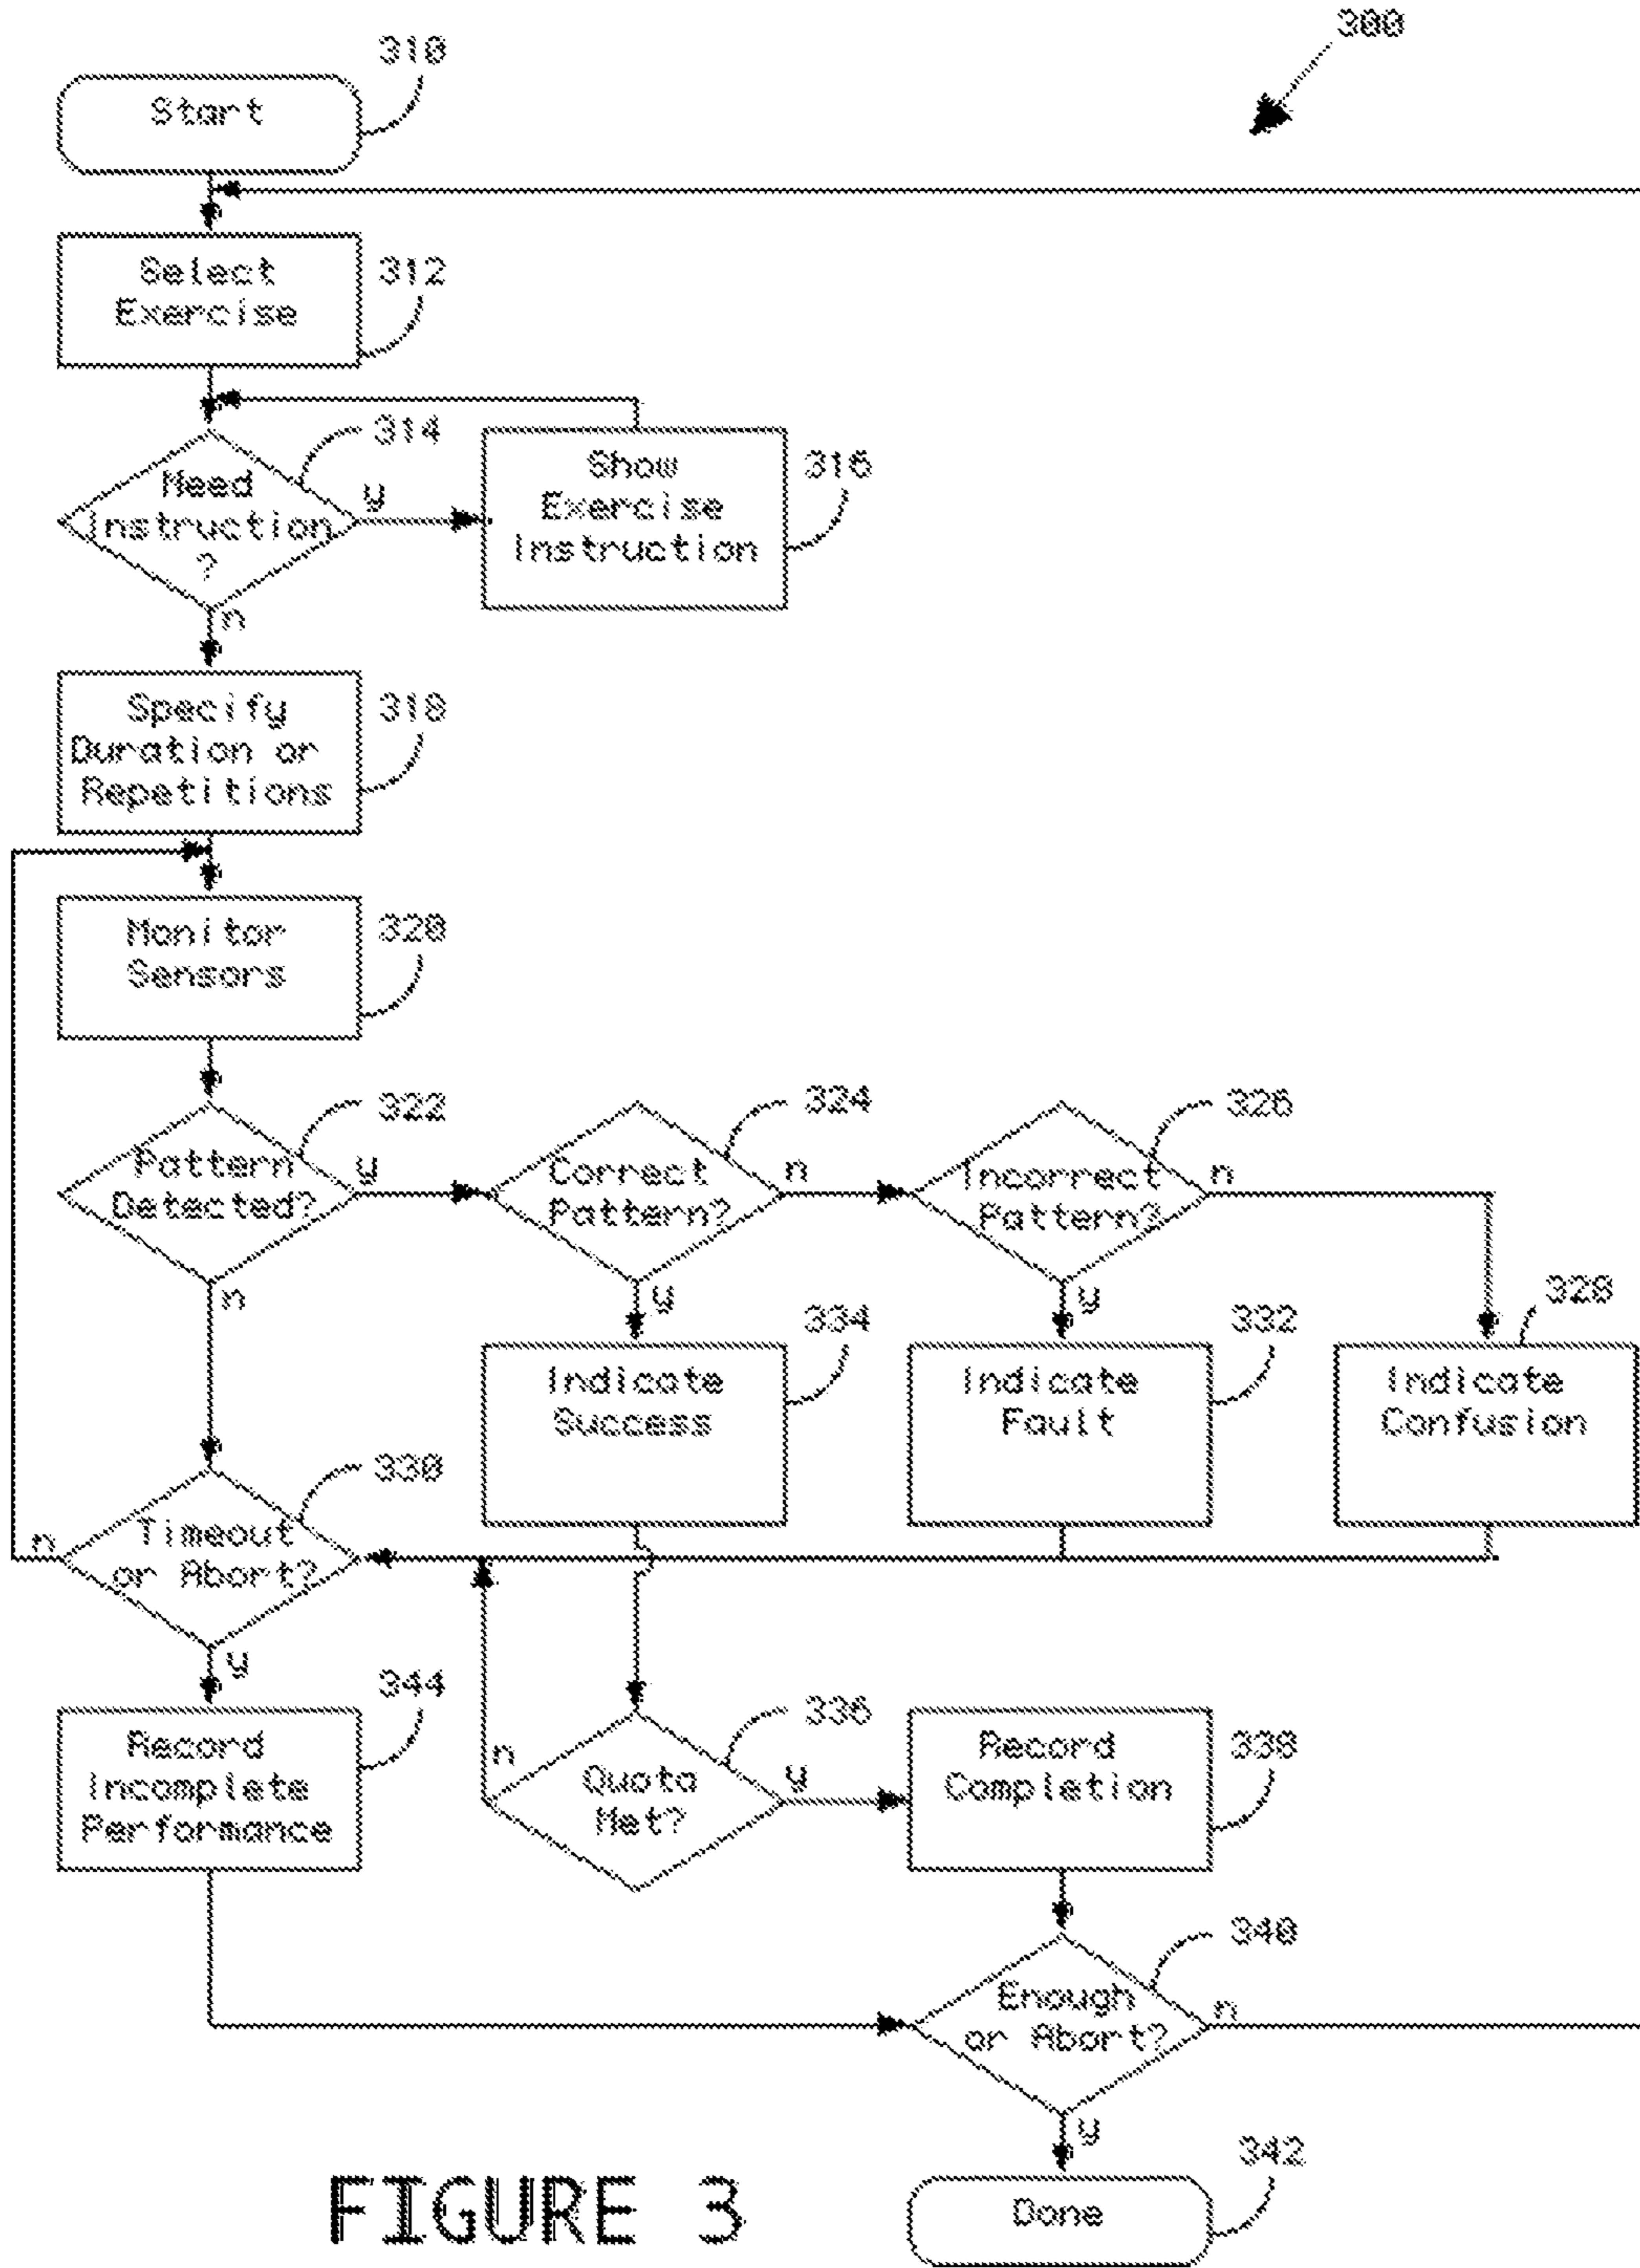 300
310
Start
Select
Exercise
312
Need
Instruction
?
314
y
n
Show
Exercise
Instruction
316
Specify
Duration or
Repetitions
318
Monitor
Sensors
320
Pattern
Detected?
322
y
n
Correct
Pattern?
324
n
y
Incorrect
Pattern?
326
n
y
Indicate
Success
334
Indicate
Fault
332
Indicate
Confusion
328
Timeout
or Abort?
330
n
y
Record
Incomplete
Performance
344
Quota
Met?
336
n
y
Record
Completion
338
Enough
or Abort?
340
n
y
Done
342
FIGURE 3